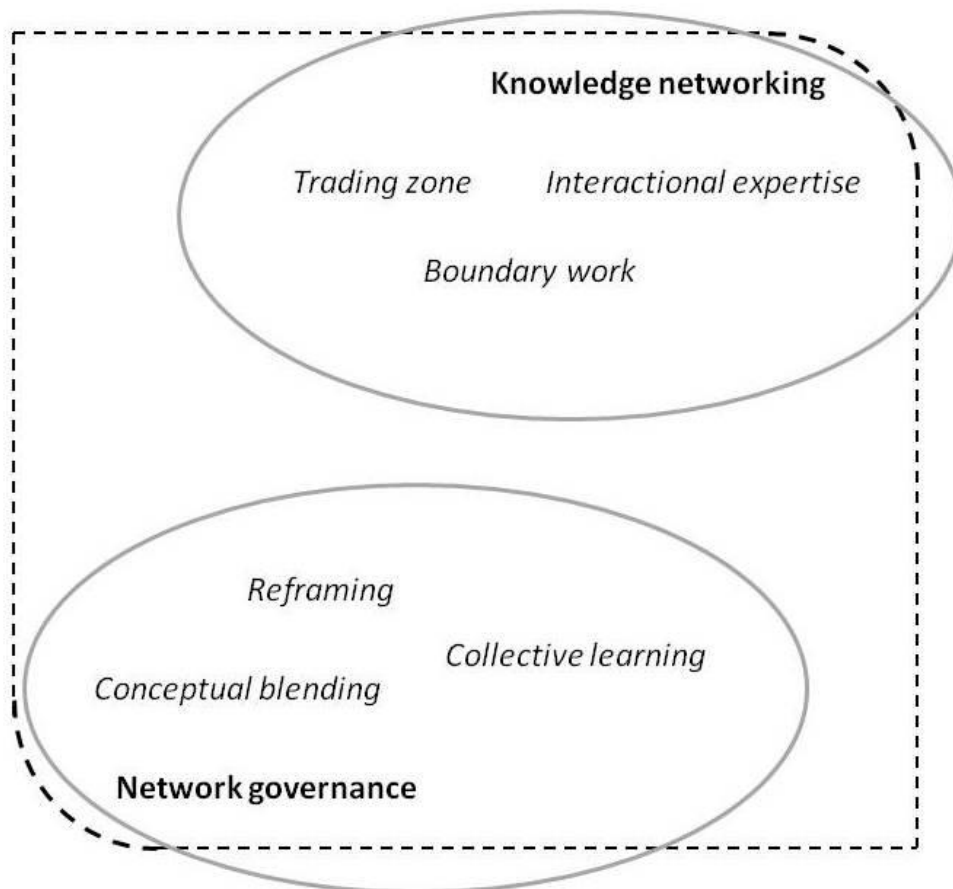 Knowledge networking
Trading zone
Interactional expertise
Boundary work
Reframing
Collective learning
Conceptual blending
Network governance